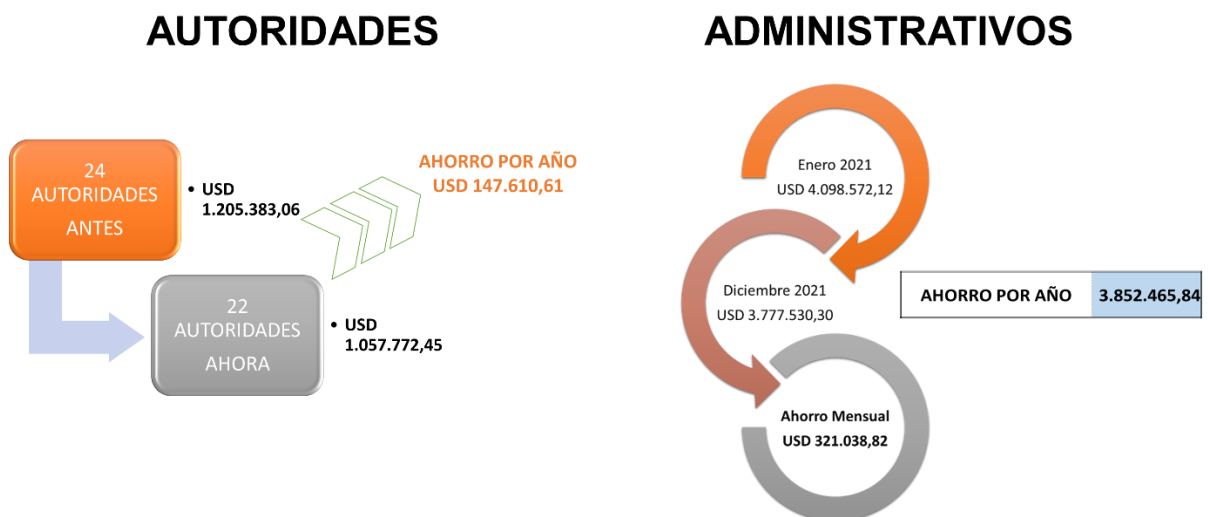 AUTORIDADES
24
AUTORIDADES
ANTES
• USD
1.205.383,06
AHORRO POR AÑO
USD 147.610,61
22
AUTORIDADES
AHORA
• USD
1.057.772,45
ADMINISTRATIVOS
Enero 2021
USD 4.098.572,12
Diciembre 2021
USD 3.777.530,30
Ahorro Mensual
USD 321.038,82
AHORRO POR AÑO 3.852.465,84